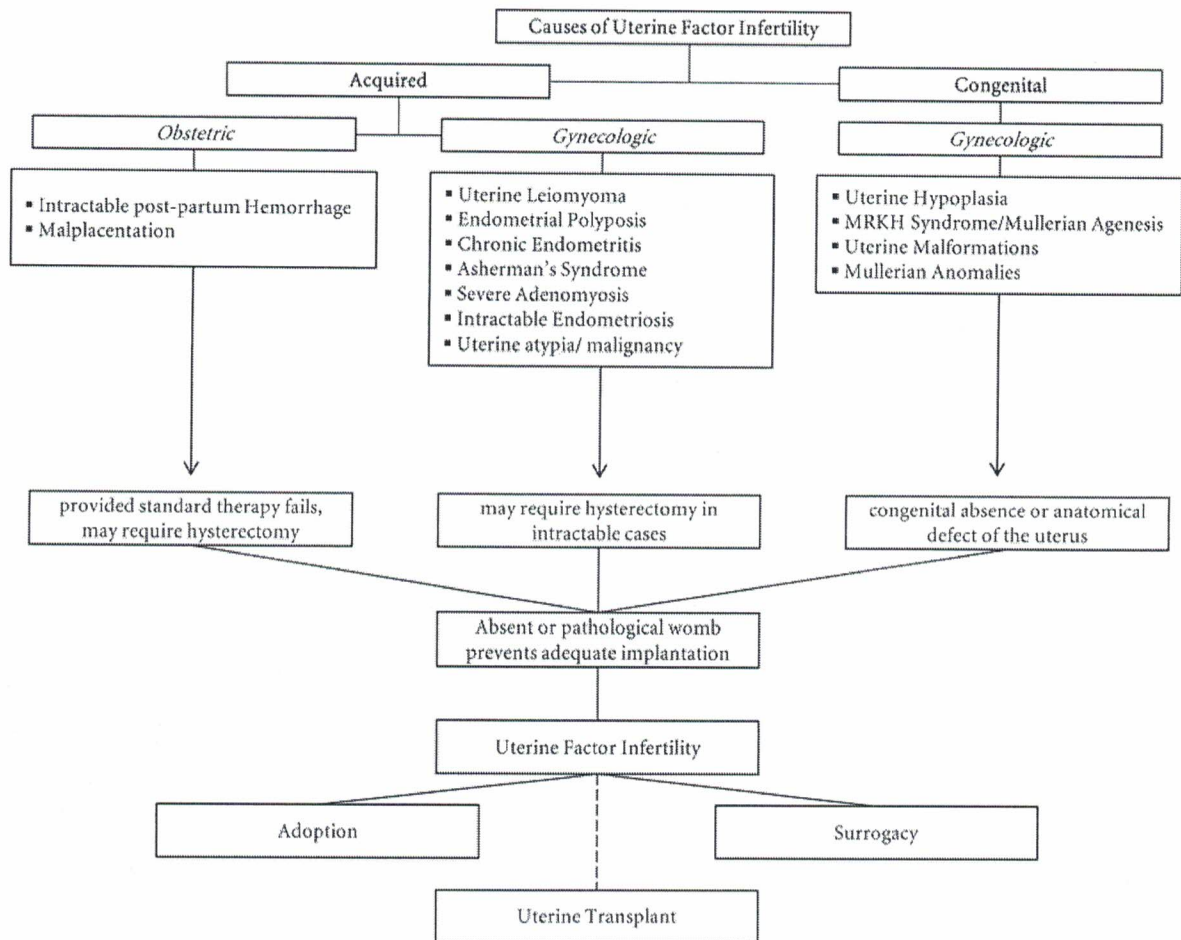 Causes of Uterine Factor Infertility
Acquired
Congenital
Obstetric
Gynecologic
Gynecologic
▪ Intractable post-partum Hemorrhage
▪ Malplacentation
▪ Uterine Leiomyoma
▪ Endometrial Polyposis
▪ Chronic Endometritis
▪ Asherman's Syndrome
▪ Severe Adenomyosis
▪ Intractable Endometriosis
▪ Uterine atypia/ malignancy
▪ Uterine Hypoplasia
▪ MRKH Syndrome/Mullerian Agenesis
▪ Uterine Malformations
▪ Mullerian Anomalies
provided standard therapy fails,
may require hysterectomy
may require hysterectomy in
intractable cases
congenital absence or anatomical
defect of the uterus
Absent or pathological womb
prevents adequate implantation
Uterine Factor Infertility
Adoption
Surrogacy
Uterine Transplant